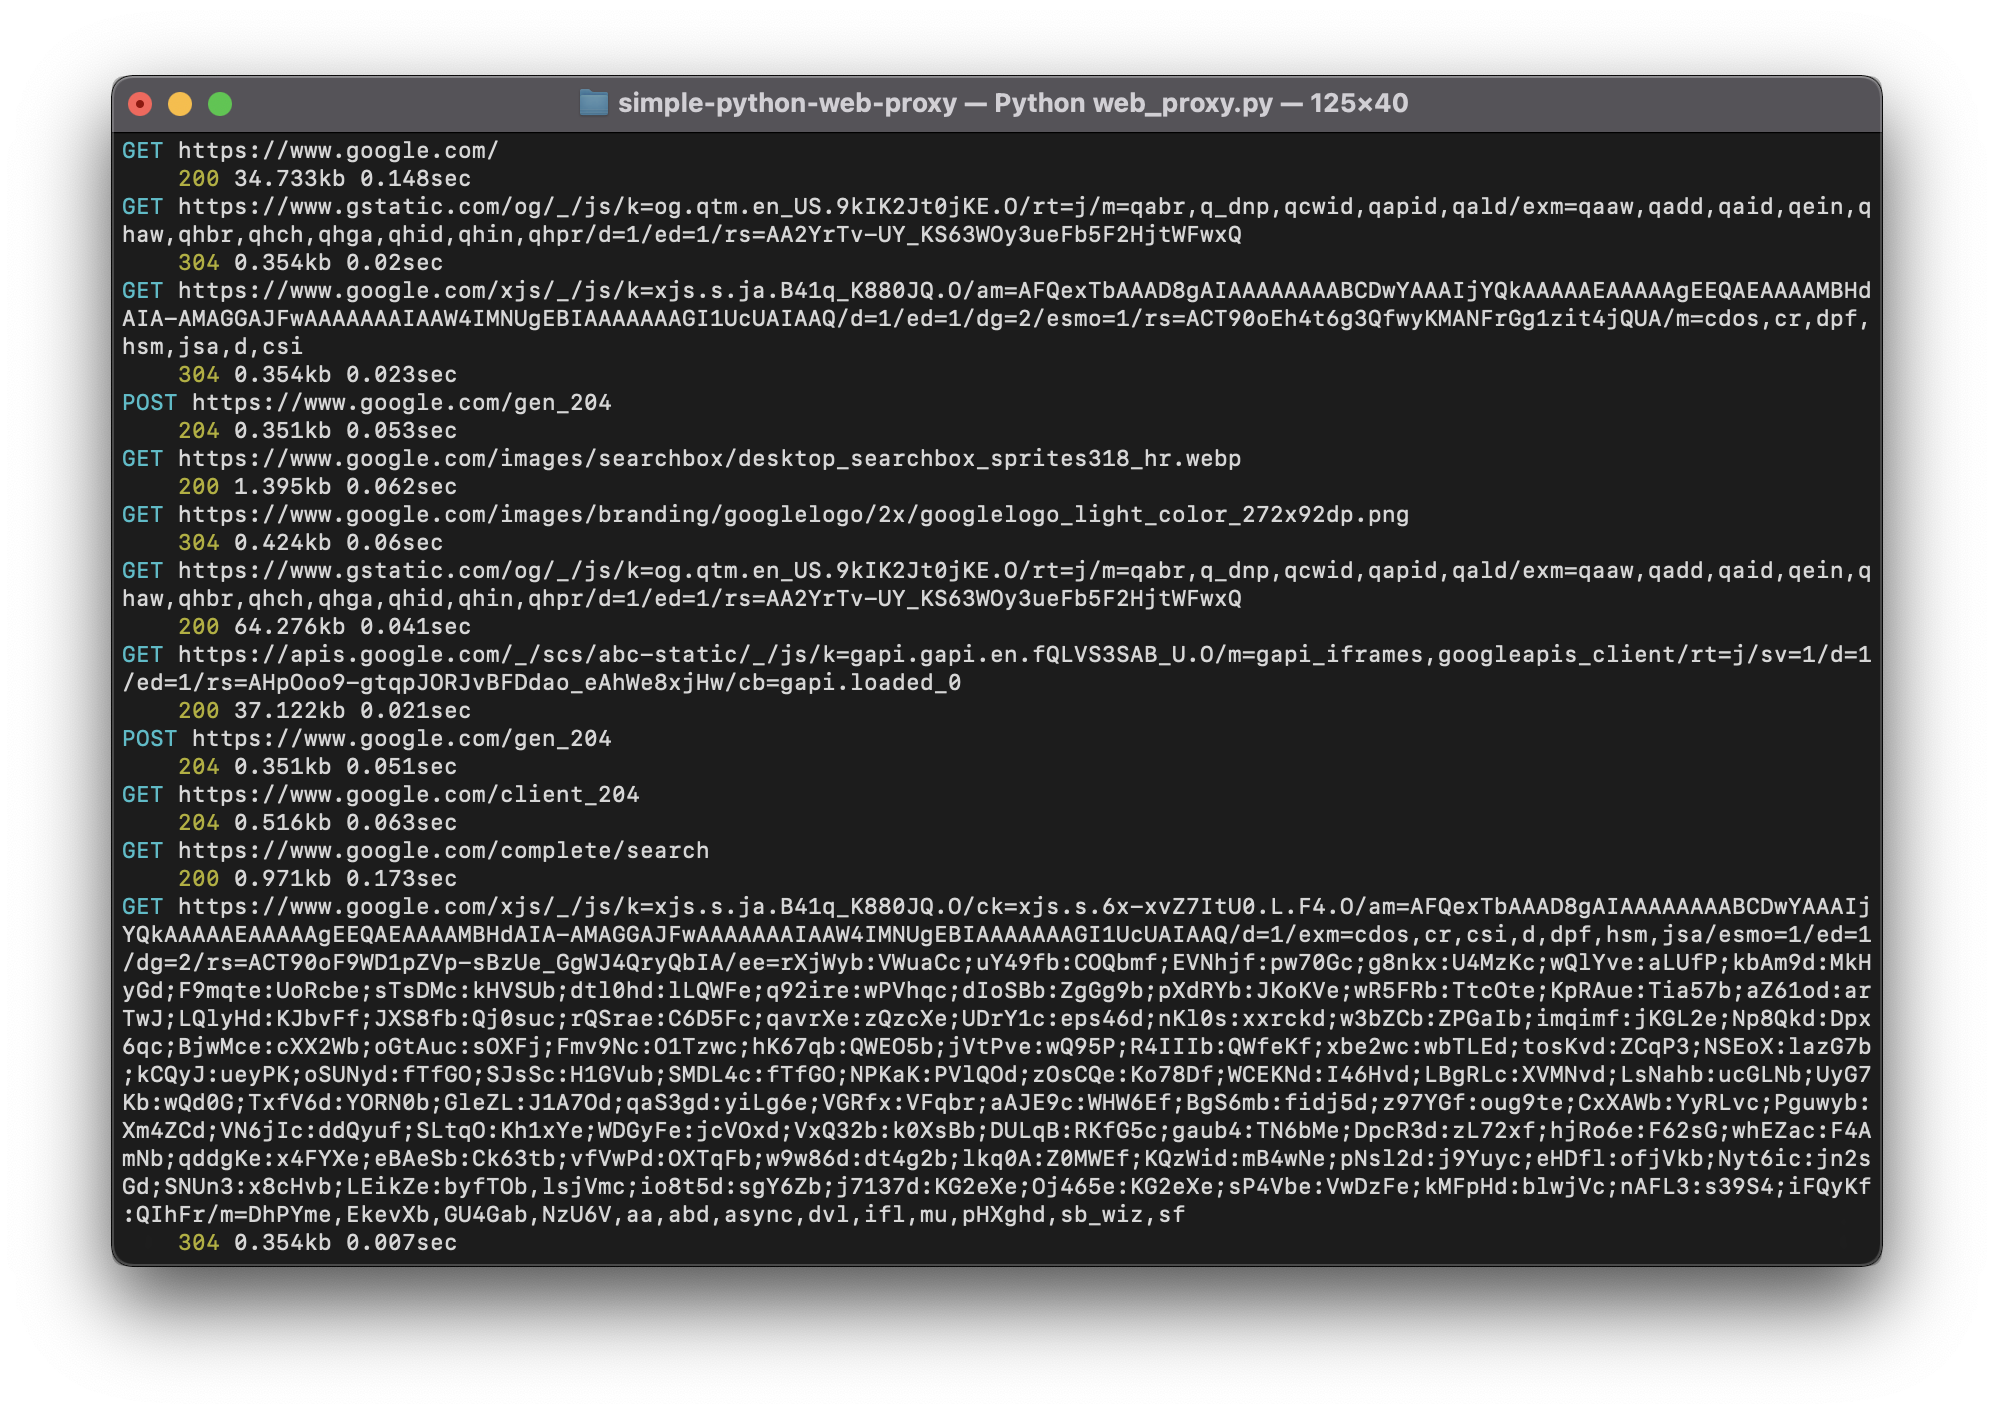 simple-python-web-proxy — Python web_proxy.py — 125×40
GET https://www.google.com/
200 34.733kb 0.148sec
GET https://www.gstatic.com/og/_/js/k=og.qtm.en_US.9kIK2Jt0jKE.O/rt=j/m=qabr,q_dnp,qcwid,qapid,qald/exm=qaaw,qadd,qaid,qein,q
haw,qhbr,qhch,qhga,qhid,qhin,qhpr/d=1/ed=1/rs=AA2YrTv-UY_KS63WOy3ueFb5F2HjtWFwxQ
304 0.354kb 0.02sec
GET https://www.google.com/xjs/_/js/k=xjs.s.ja.B41q_K880JQ.O/am=AFQexTbAAAD8gAIAAAAAAAABCDwYAAAIjYQkAAAAAEAAAAAgEEQAEAAAAMBHd
AIA-AMAGGAJFwAAAAAAAIAAW4IMNUgEBIAAAAAAAGI1UcUAIAAQ/d=1/ed=1/dg=2/esmo=1/rs=ACT90oEh4t6g3QfwyKMANFrGg1zit4jQUA/m=cdos,cr,dpf,
hsm,jsa,d,csi
304 0.354kb 0.023sec
POST https://www.google.com/gen_204
204 0.351kb 0.053sec
GET https://www.google.com/images/searchbox/desktop_searchbox_sprites318_hr.webp
200 1.395kb 0.062sec
GET https://www.google.com/images/branding/googlelogo/2x/googlelogo_light_color_272x92dp.png
304 0.424kb 0.06sec
GET https://www.gstatic.com/og/_/js/k=og.qtm.en_US.9kIK2Jt0jKE.O/rt=j/m=qabr,q_dnp,qcwid,qapid,qald/exm=qaaw,qadd,qaid,qein,q
haw,qhbr,qhch,qhga,qhid,qhin,qhpr/d=1/ed=1/rs=AA2YrTv-UY_KS63WOy3ueFb5F2HjtWFwxQ
200 64.276kb 0.041sec
GET https://apis.google.com/_/scs/abc-static/_/js/k=gapi.gapi.en.fQLVS3SAB_U.O/m=gapi_iframes,googleapis_client/rt=j/sv=1/d=1
/ed=1/rs=AHpOoo9-gtqpJORJvBFDdao_eAhWe8xjHw/cb=gapi.loaded_0
200 37.122kb 0.021sec
POST https://www.google.com/gen_204
204 0.351kb 0.051sec
GET https://www.google.com/client_204
204 0.516kb 0.063sec
GET https://www.google.com/complete/search
200 0.971kb 0.173sec
GET https://www.google.com/xjs/_/js/k=xjs.s.ja.B41q_K880JQ.O/ck=xjs.s.6x-xvZ7ItU0.L.F4.O/am=AFQexTbAAAD8gAIAAAAAAAABCDwYAAAIj
YQkAAAAAEAAAAAgEEQAEAAAAMBHdAIA-AMAGGAJFwAAAAAAAIAAW4IMNUgEBIAAAAAAAGI1UcUAIAAQ/d=1/exm=cdos,cr,csi,d,dpf,hsm,jsa/esmo=1/ed=1
/dg=2/rs=ACT90oF9WD1pZVp-sBzUe_GgWJ4QryQbIA/ee=rXjWyb:VWuaCc;uY49fb:COQbmf;EVNhjf:pw70Gc;g8nkx:U4MzKc;wQlYve:aLUfP;kbAm9d:MkH
yGd;F9mqte:UoRcbe;sTsDMc:kHVSUb;dtl0hd:lLQWFe;q92ire:wPVhqc;dIoSBb:ZgGg9b;pXdRYb:JKoKVe;wR5FRb:TtcOte;KpRAue:Tia57b;aZ61od:ar
TwJ;LQlyHd:KJbvFf;JXS8fb:Qj0suc;rQSrae:C6D5Fc;qavrXe:zQzcXe;UDrY1c:eps46d;nKl0s:xxrckd;w3bZCb:ZPGaIb;imqimf:jKGL2e;Np8Qkd:Dpx
6qc;BjwMce:cXX2Wb;oGtAuc:sOXFj;Fmv9Nc:O1Tzwc;hK67qb:QWEO5b;jVtPve:wQ95P;R4IIIb:QWfeKf;xbe2wc:wbTLEd;tosKvd:ZCqP3;NSEoX:lazG7b
;kCQyJ:ueyPK;oSUNyd:fTfGO;SJsSc:H1GVub;SMDL4c:fTfGO;NPKaK:PVlQOd;zOsCQe:Ko78Df;WCEKNd:I46Hvd;LBgRLc:XVMNvd;LsNahb:ucGLNb;UyG7
Kb:wQd0G;TxfV6d:YORN0b;GleZL:J1A7Od;qaS3gd:yiLg6e;VGRfx:VFqbr;aAJE9c:WHW6Ef;BgS6mb:fidj5d;z97YGf:oug9te;CxXAWb:YyRLvc;Pguwyb:
Xm4ZCd;VN6jIc:ddQyuf;SLtqO:Kh1xYe;WDGyFe:jcVOxd;VxQ32b:k0XsBb;DULqB:RKfG5c;gaub4:TN6bMe;DpcR3d:zL72xf;hjRo6e:F62sG;whEZac:F4A
mNb;qddgKe:x4FYXe;eBAeSb:Ck63tb;vfVwPd:OXTqFb;w9w86d:dt4g2b;lkq0A:Z0MWEf;KQzWid:mB4wNe;pNsl2d:j9Yuyc;eHDfl:ofjVkb;Nyt6ic:jn2s
Gd;SNUn3:x8cHvb;LEikZe:byfTOb,lsjVmc;io8t5d:sgY6Zb;j7137d:KG2eXe;Oj465e:KG2eXe;sP4Vbe:VwDzFe;kMFpHd:blwjVc;nAFL3:s39S4;iFQyKf
:QIhFr/m=DhPYme,EkevXb,GU4Gab,NzU6V,aa,abd,async,dvl,ifl,mu,pHXghd,sb_wiz,sf
304 0.354kb 0.007sec